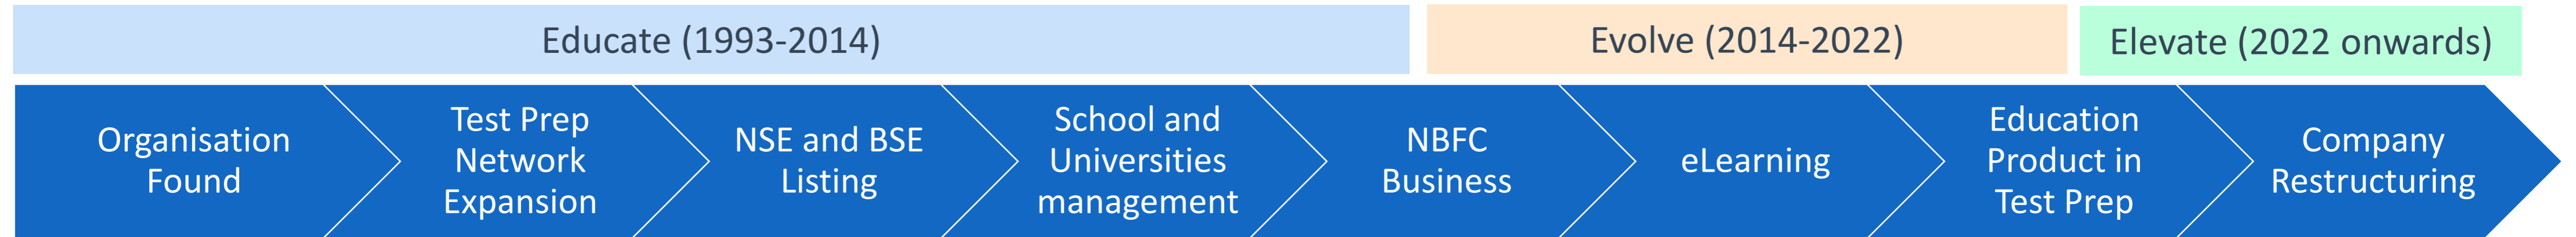 Educate (1993-2014)
Evolve (2014-2022)
Elevate (2022 onwards)
Organisation
Found
Test Prep
Network
Expansion
NSE and BSE
Listing
School and
Universities
management
NBFC
Business
eLearning
Education
Product in
Test Prep
Company
Restructuring